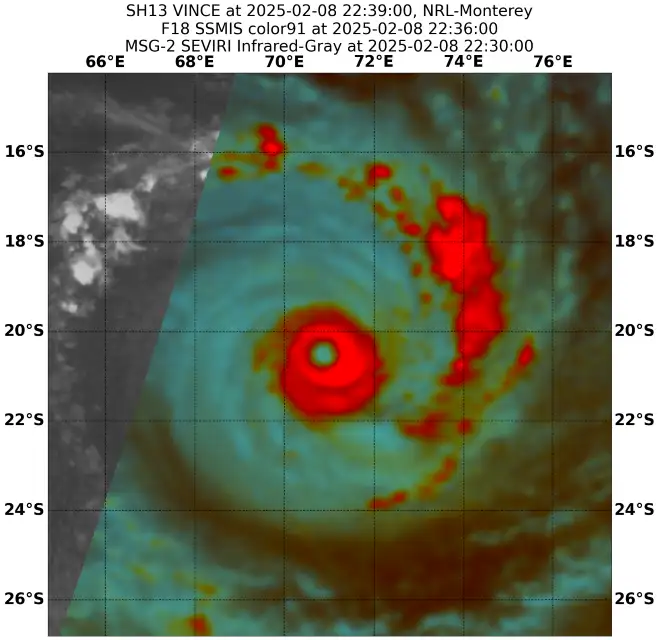 SH13 VINCE at 2025-02-08 22:39:00, NRL-Monterey
F18 SSMIS color91 at 2025-02-08 22:36:00
MSG-2 SEVIRI Infrared-Gray at 2025-02-08 22:30:00
66°E 68°E 70°E 72°E 74°E 76°E
16°S 16°S
18°S 18°S
20°S 20°S
22°S 22°S
24°S 24°S
26°S 26°S